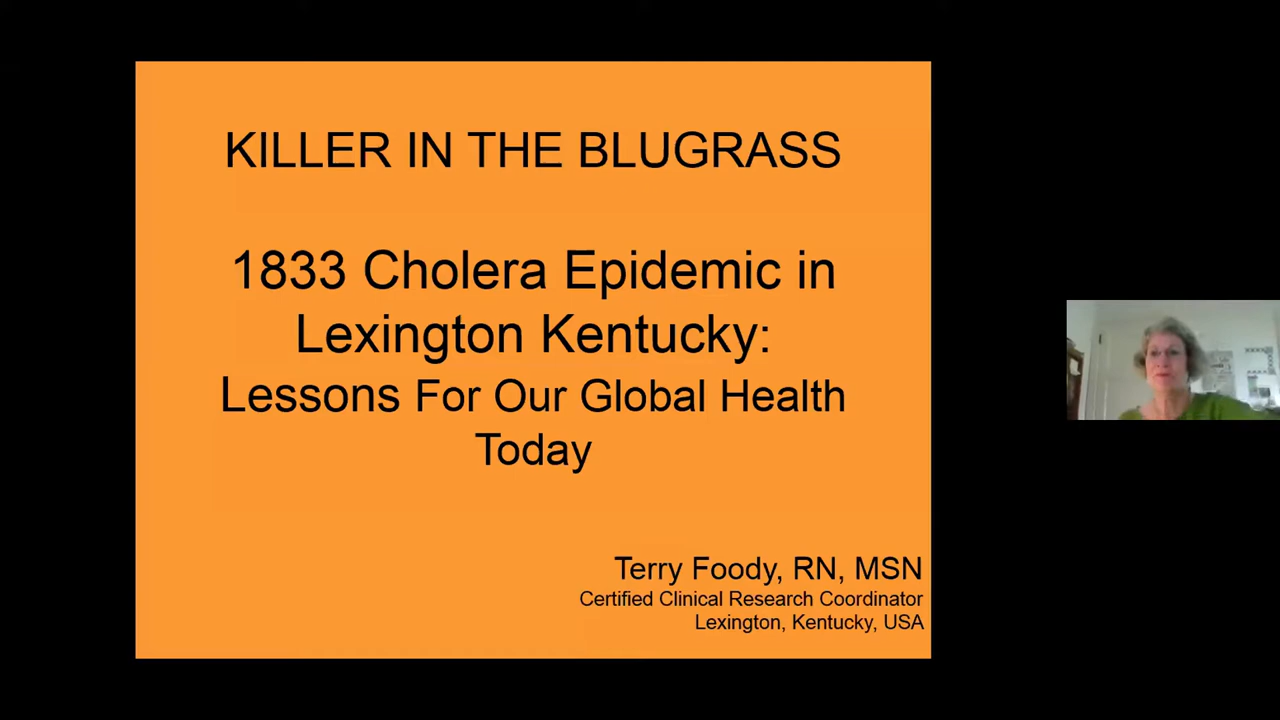 KILLER IN THE BLUGRASS
1833 Cholera Epidemic in
Lexington Kentucky:
Lessons For Our Global Health
Today
Terry Foody, RN, MSN
Certified Clinical Research Coordinator
Lexington, Kentucky, USA